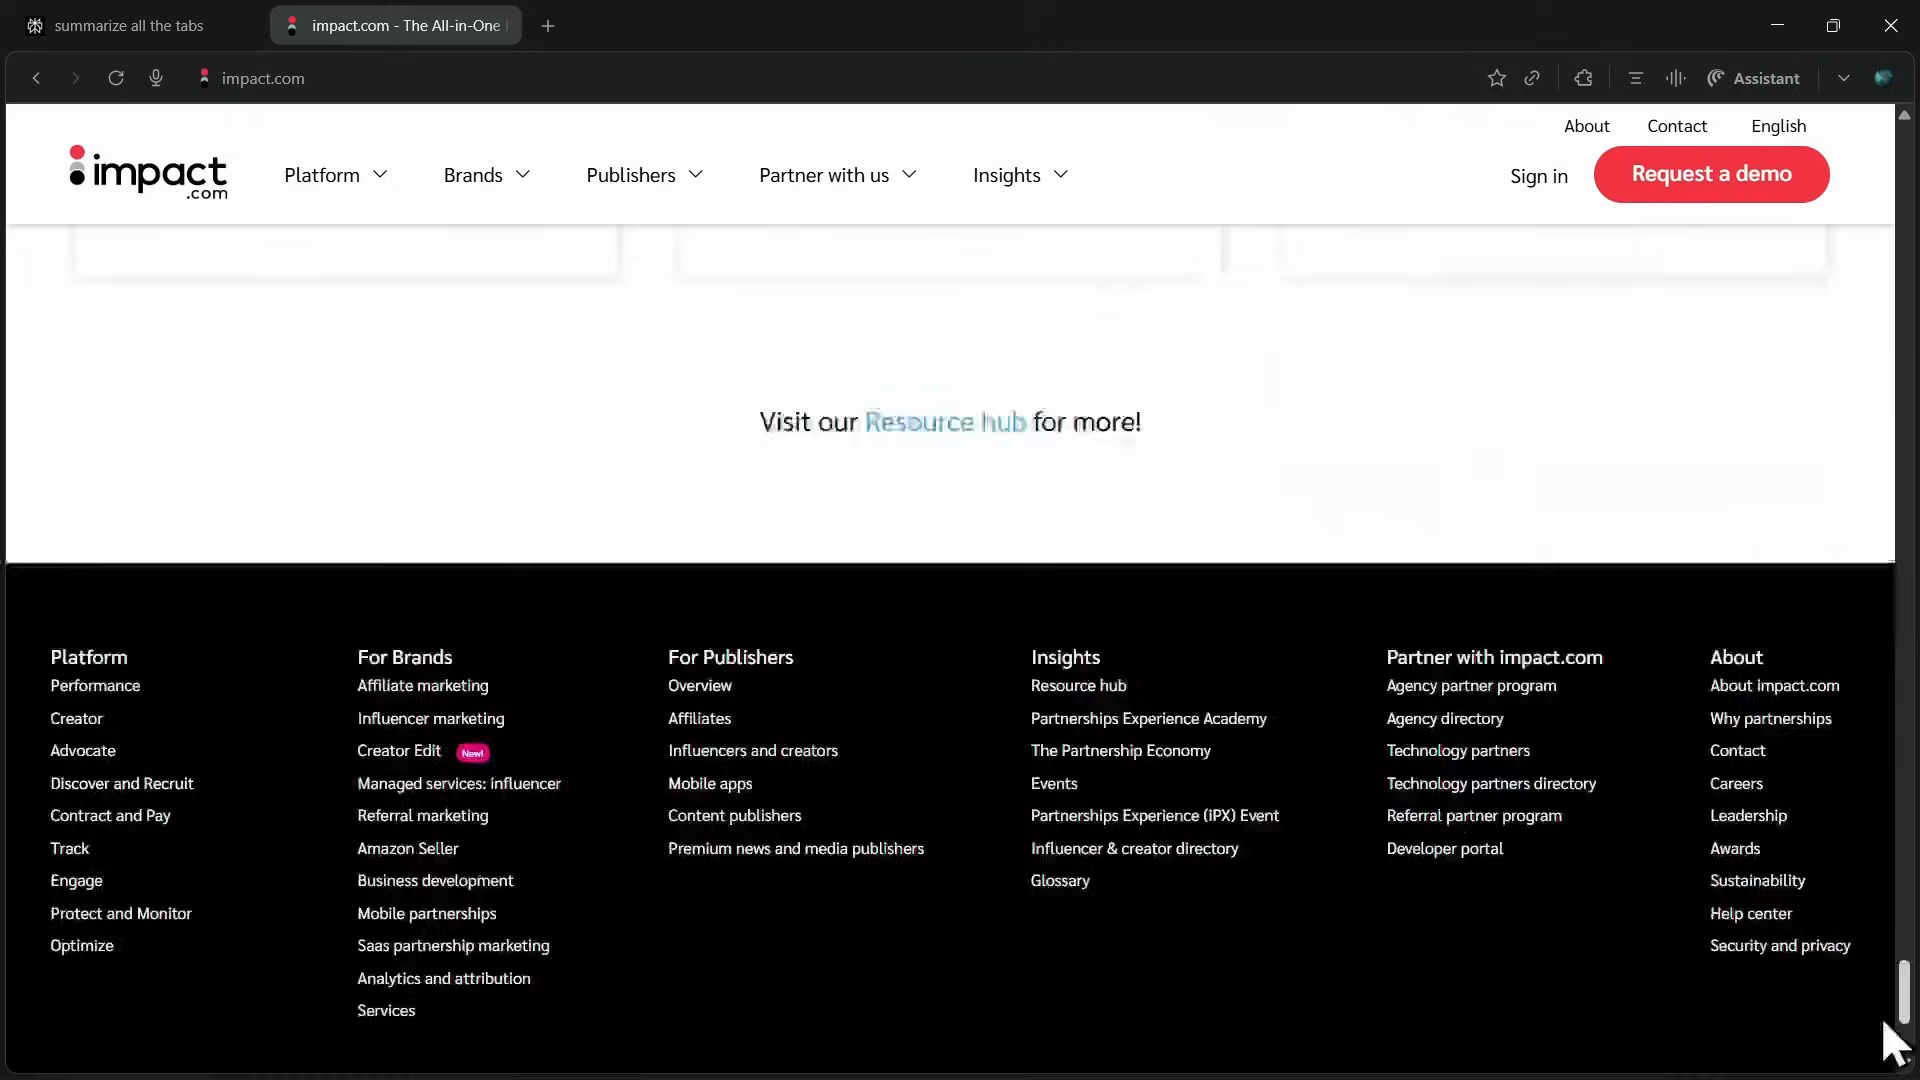 summarize all the tabs
impact.com - The All-in-One
impact.com
Assistant
About Contact English
impact
.com
Platform Brands Publishers Partner with us Insights Sign in Request a demo
Visit our Resource hub for more!
Platform
Performance
Creator
Advocate
Discover and Recruit
Contract and Pay
Track
Engage
Protect and Monitor
Optimize
For Brands
Affiliate marketing
Influencer marketing
Creator Edit New!
Managed services: influencer
Referral marketing
Amazon Seller
Business development
Mobile partnerships
Saas partnership marketing
Analytics and attribution
Services
For Publishers
Overview
Affiliates
Influencers and creators
Mobile apps
Content publishers
Premium news and media publishers
Insights
Resource hub
Partnerships Experience Academy
The Partnership Economy
Events
Partnerships Experience (iPX) Event
Influencer & creator directory
Glossary
Partner with impact.com
Agency partner program
Agency directory
Technology partners
Technology partners directory
Referral partner program
Developer portal
About
About impact.com
Why partnerships
Contact
Careers
Leadership
Awards
Sustainability
Help center
Security and privacy